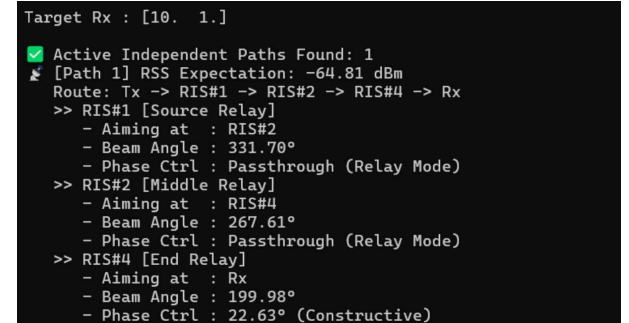 Target Rx : [10.  1.]
✅ Active Independent Paths Found: 1
📡 [Path 1] RSS Expectation: -64.81 dBm
Route: Tx -> RIS#1 -> RIS#2 -> RIS#4 -> Rx
>> RIS#1 [Source Relay]
- Aiming at  : RIS#2
- Beam Angle : 331.70°
- Phase Ctrl : Passthrough (Relay Mode)
>> RIS#2 [Middle Relay]
- Aiming at  : RIS#4
- Beam Angle : 267.61°
- Phase Ctrl : Passthrough (Relay Mode)
>> RIS#4 [End Relay]
- Aiming at  : Rx
- Beam Angle : 199.98°
- Phase Ctrl : 22.63° (Constructive)